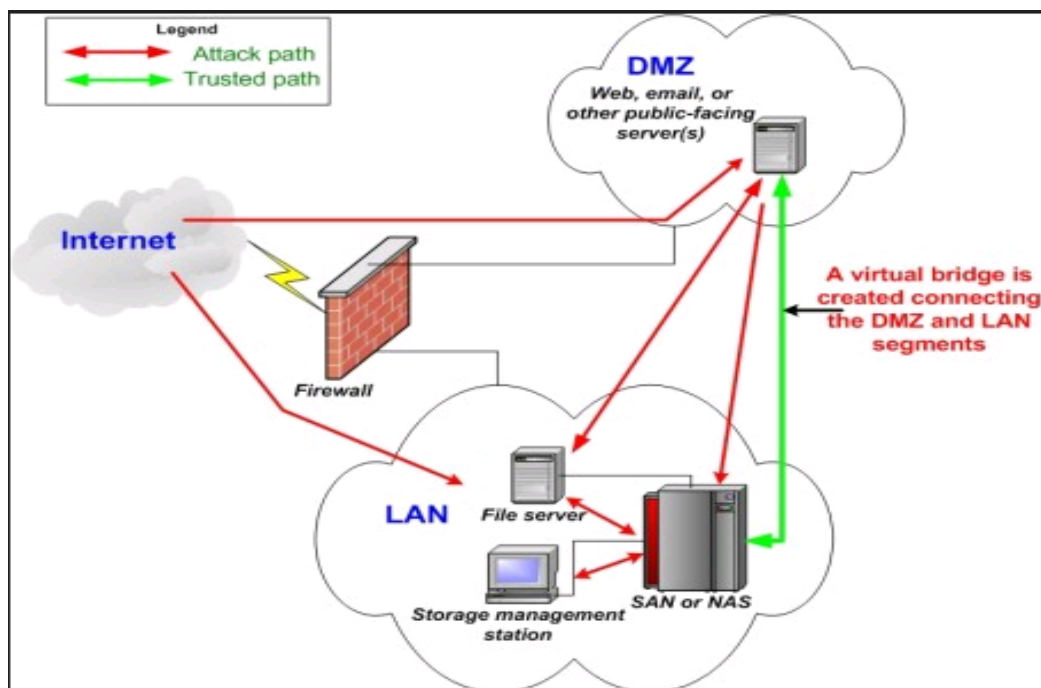 Legend
Attack path
Trusted path
DMZ
Web, email, or
other public-facing
server(s)
Internet
A virtual bridge is
created connecting
the DMZ and LAN
segments
Firewall
LAN
File server
Storage management
station
SAN or NAS